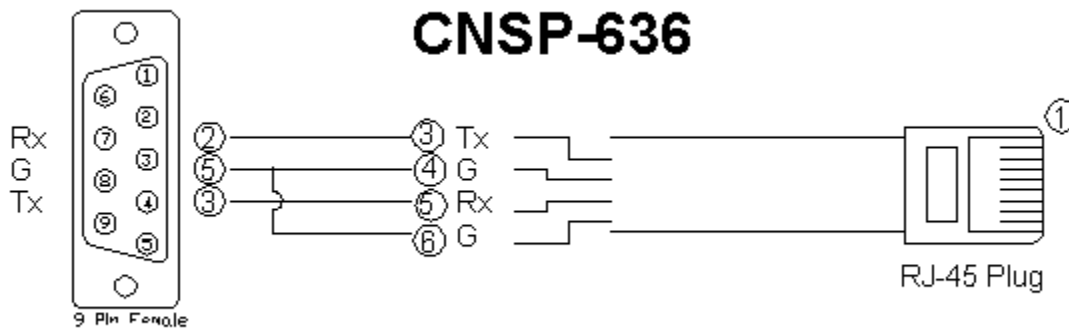 CNSP-636
1
6
2
7
3
8
4
9
5
Rx 2 3 Tx
G 5 4 G
Tx 3 5 Rx
6 G
1
RJ-45 Plug
9 Pin Female